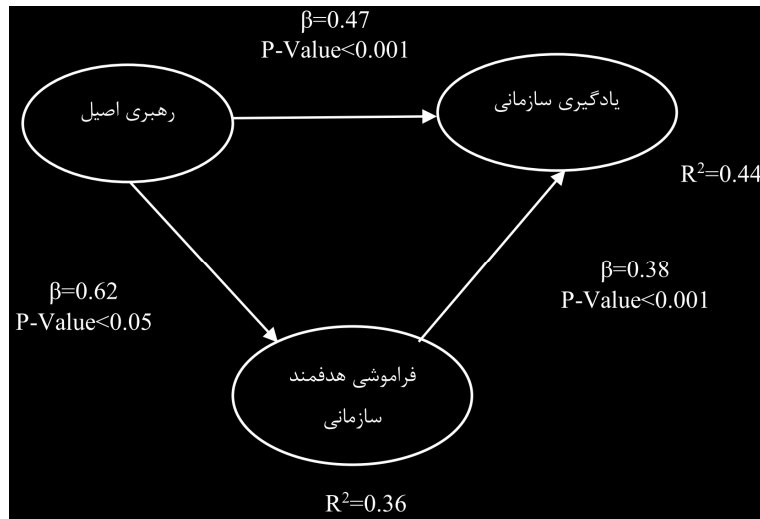 β=0.47
P-Value<0.001
رهبری اصیل
یادگیری سازمانی
R²=0.44
β=0.62
P-Value<0.05
β=0.38
P-Value<0.001
فراموشی هدفمند
سازمانی
R²=0.36